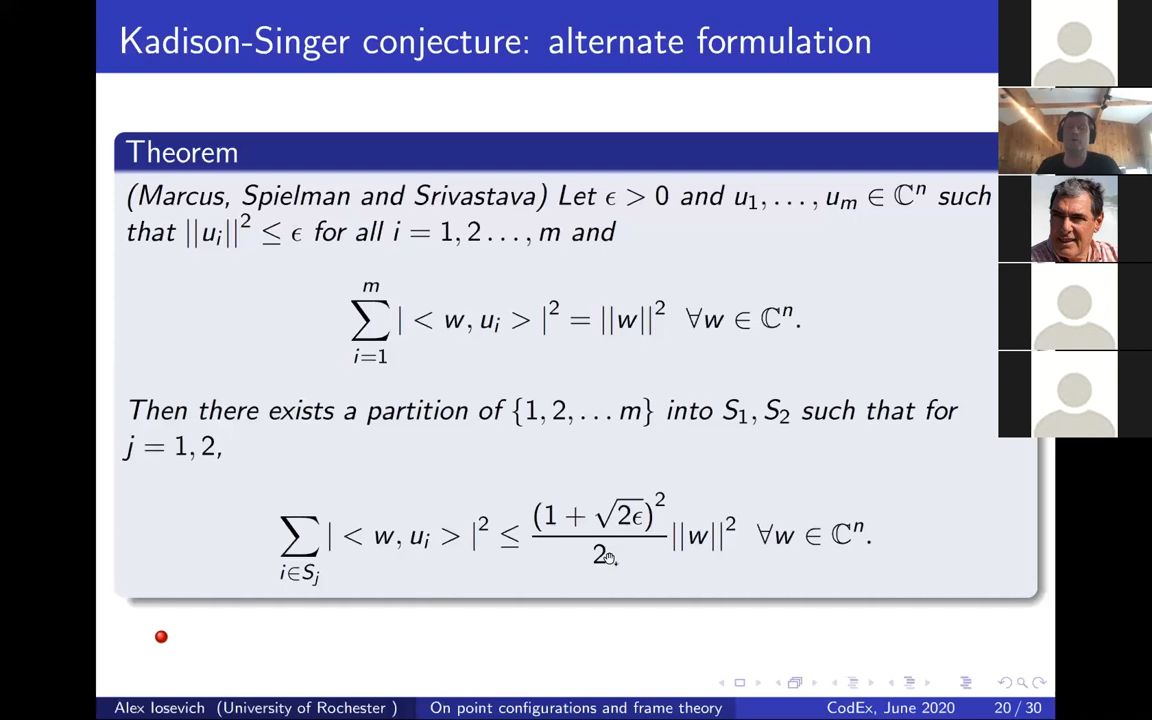 Kadison-Singer conjecture: alternate formulation
Theorem
(Marcus, Spielman and Srivastava) Let ϵ > 0 and u₁, . . . , uₘ ∈ ℂⁿ such
that ||uᵢ||² ≤ ϵ for all i = 1, 2 . . . , m and
∑_{i=1}^{m} | < w, uᵢ > |² = ||w||² ∀w ∈ ℂⁿ.
Then there exists a partition of {1, 2, . . . m} into S₁, S₂ such that for
j = 1, 2,
∑_{i∈Sⱼ} | < w, uᵢ > |² ≤ (1 + √(2ϵ))² / 2 ||w||² ∀w ∈ ℂⁿ.
Alex Iosevich (University of Rochester ) On point configurations and frame theory CodEx, June 2020 20 / 30